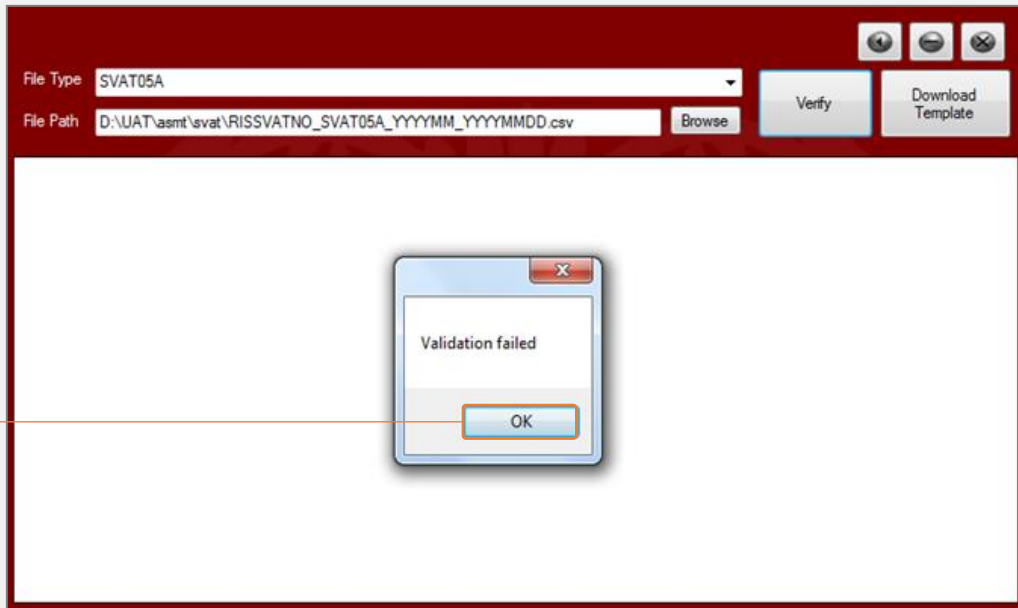 File Type SVAT05A
Verify
Download
Template
File Path D:\UAT\asmt\svat\RISSVATNO_SVAT05A_YYYYMM_YYYYMMDD.csv Browse
Validation failed
OK